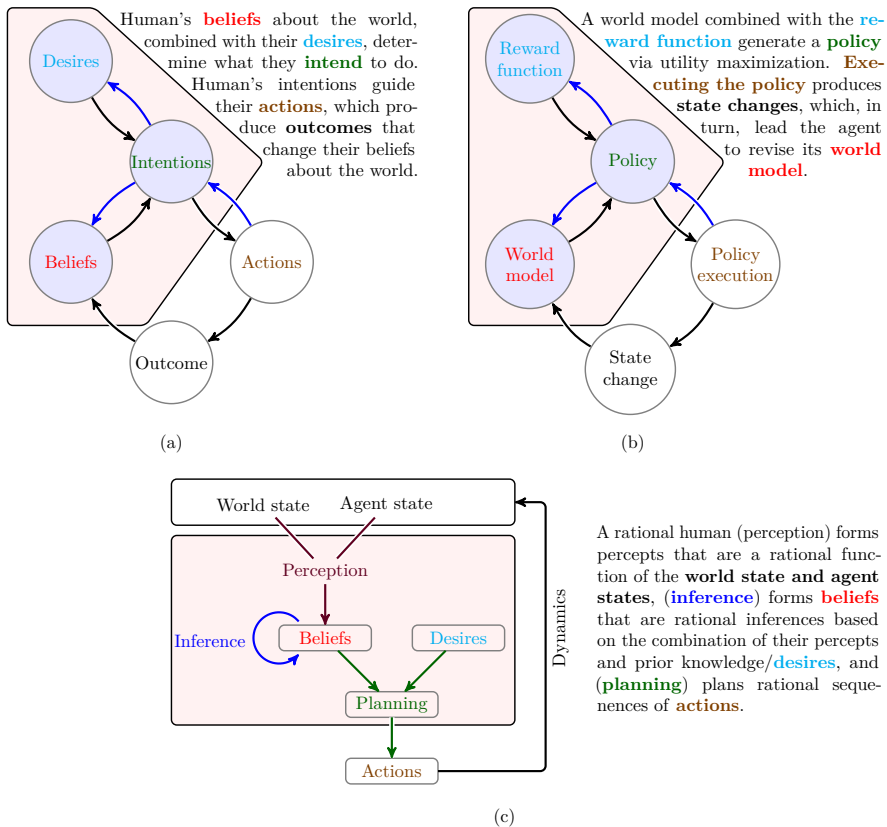 Human's beliefs about the world,
combined with their desires, deter-
mine what they intend to do.
Human's intentions guide
their actions, which pro-
duce outcomes that
change their beliefs
about the world.
Desires
Intentions
Beliefs
Actions
Outcome
(a)
A world model combined with the re-
ward function generate a policy
via utility maximization. Exe-
cuting the policy produces
state changes, which, in
turn, lead the agent
to revise its world
model.
Reward
function
Policy
World
model
Policy
execution
State
change
(b)
World state
Agent state
Perception
Inference
Beliefs
Desires
Planning
Actions
Dynamics
A rational human (perception) forms
percepts that are a rational func-
tion of the world state and agent
states, (inference) forms beliefs
that are rational inferences based
on the combination of their percepts
and prior knowledge/desires, and
(planning) plans rational seque-
nces of actions.
(c)